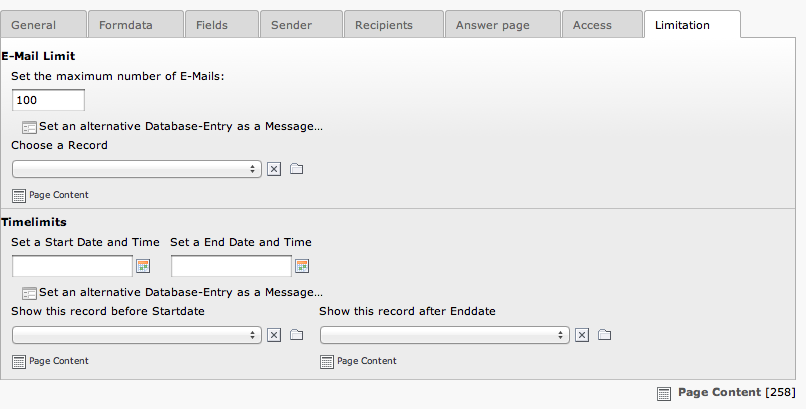 General Formdata Fields Sender Recipients Answer page Access Limitation
E-Mail Limit
Set the maximum number of E-Mails:
100
Set an alternative Database-Entry as a Message...
Choose a Record
Page Content
Timelimits
Set a Start Date and Time Set a End Date and Time
Set an alternative Database-Entry as a Message...
Show this record before Startdate Show this record after Enddate
Page Content Page Content
Page Content [258]